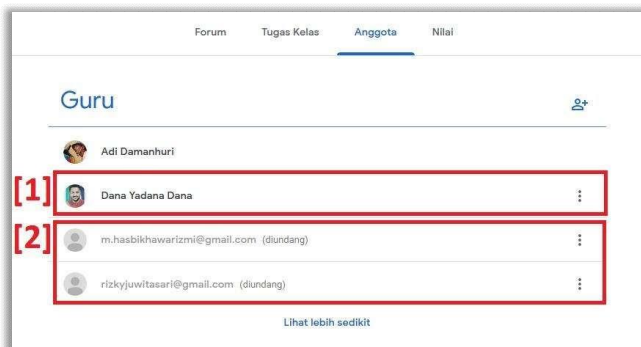 Forum Tugas Kelas Anggota Nilai
Guru
Adi Damanhuri
[1] Dana Yadana Dana
[2] m.hasbikhawarizmi@gmail.com (diundang)
rizkyjuwitasari@gmail.com (diundang)
Lihat lebih sedikit